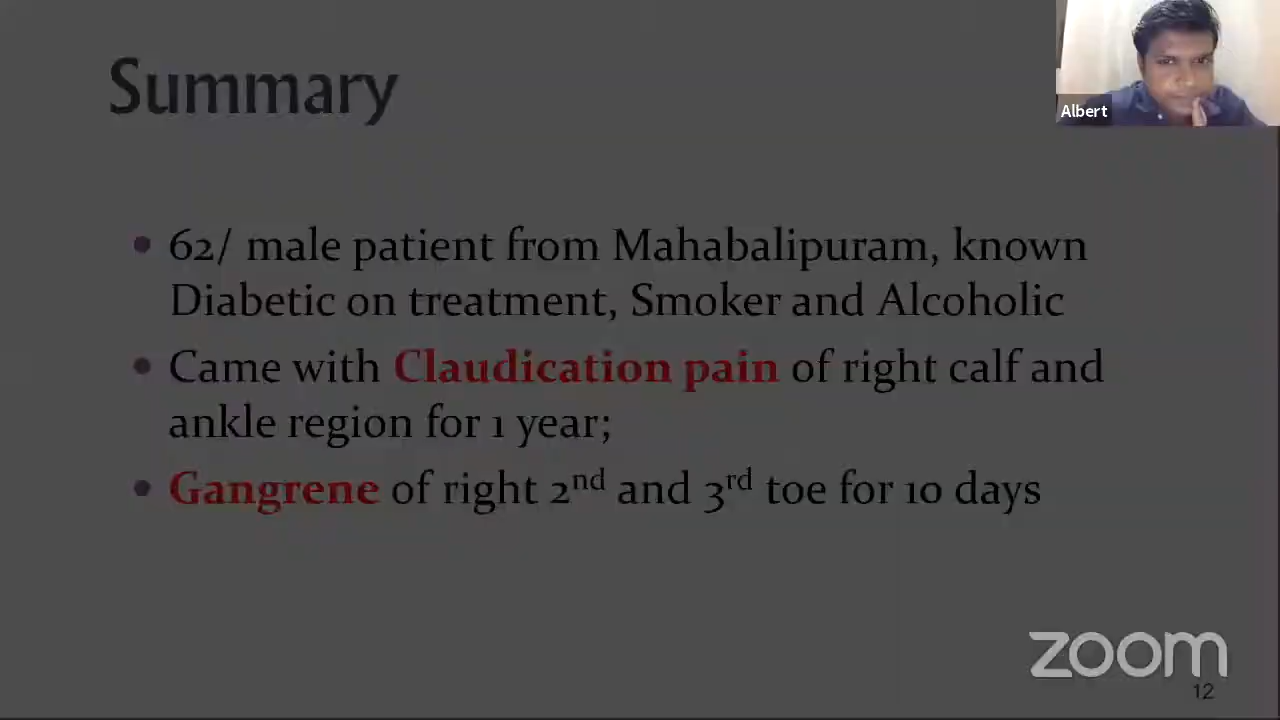 Summary
Albert
• 62/ male patient from Mahabalipuram, known
Diabetic on treatment, Smoker and Alcoholic
• Came with Claudication pain of right calf and
ankle region for 1 year;
• Gangrene of right 2nd and 3rd toe for 10 days
zoom
12